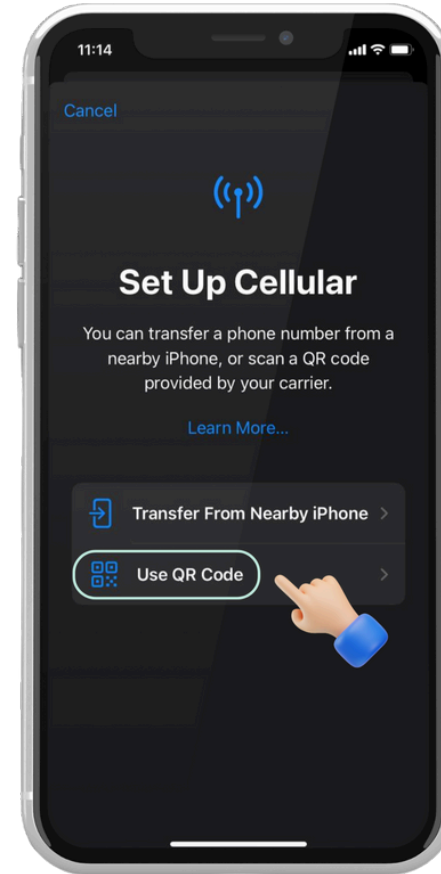 11:14
Cancel
Set Up Cellular
You can transfer a phone number from a
nearby iPhone, or scan a QR code
provided by your carrier.
Learn More...
Transfer From Nearby iPhone
Use QR Code